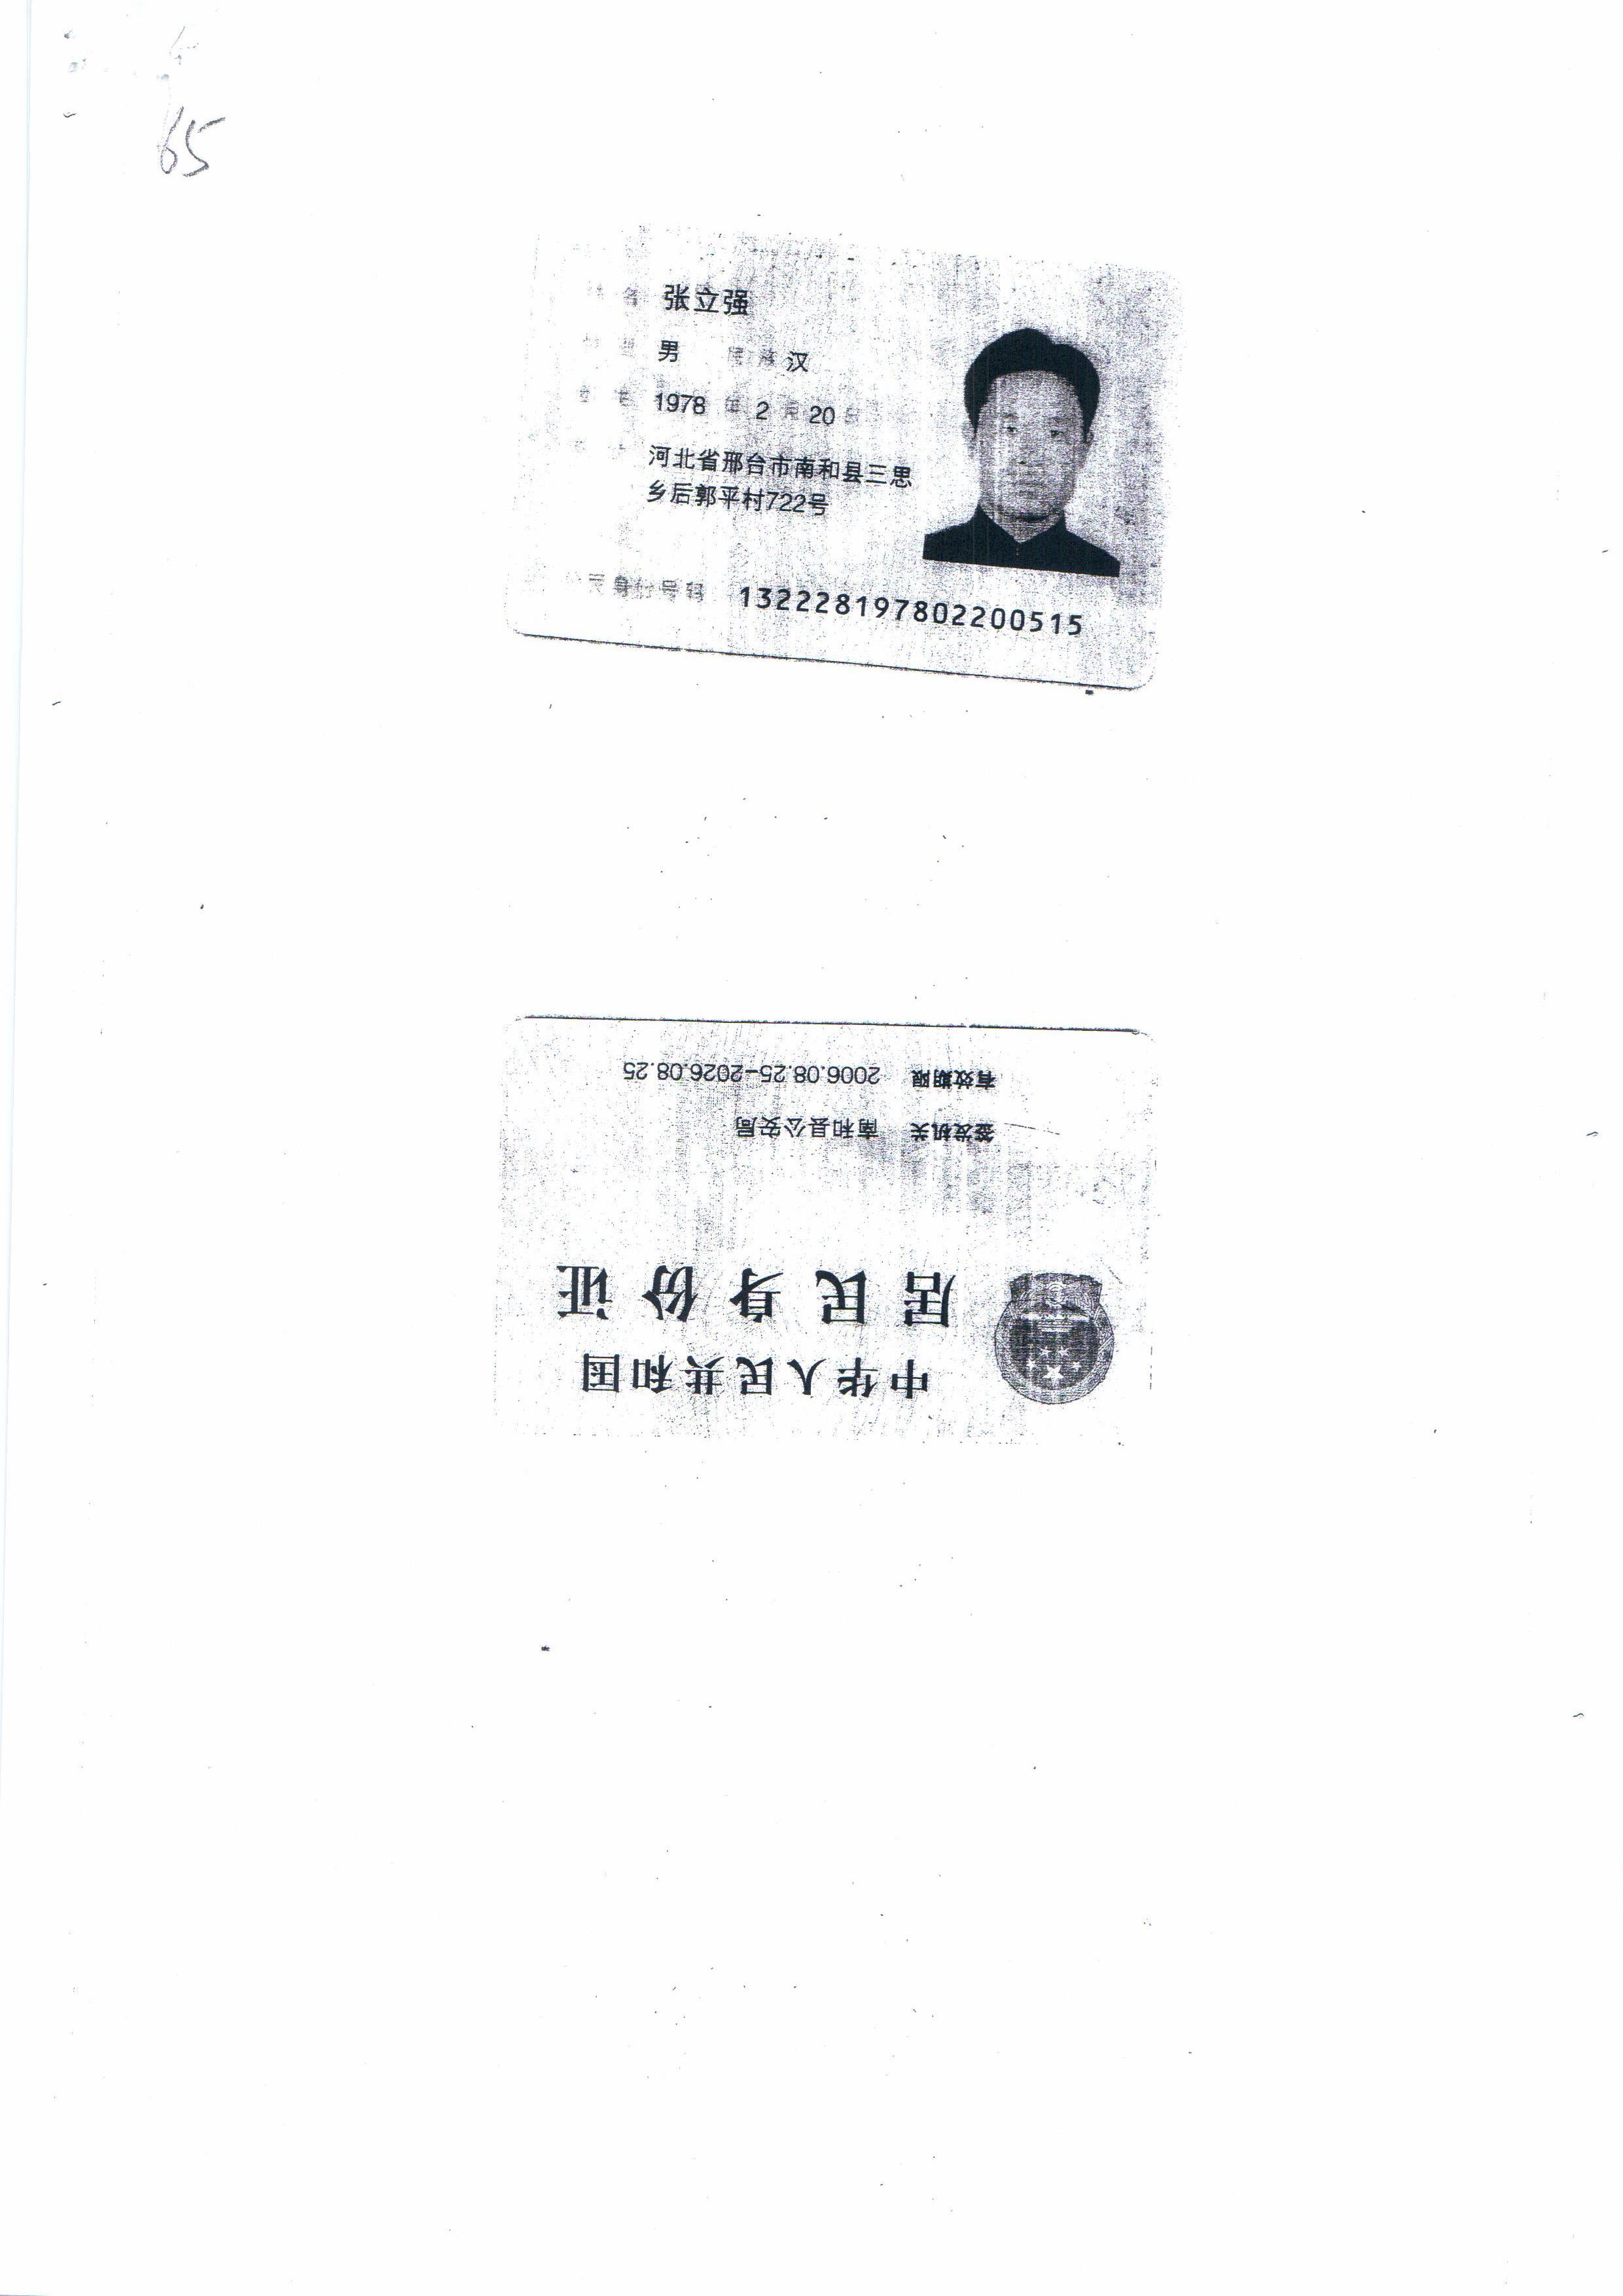 65
姓名 张立强
性别 男 民族 汉
出生 1978 年 2 月 20 日
河北省邢台市南和县三思
乡后郭平村722号
公民身份号码 132228197802200515
有效期限 2006.08.25-2026.08.25
签发机关 南和县公安局
居民身份证
中华人民共和国